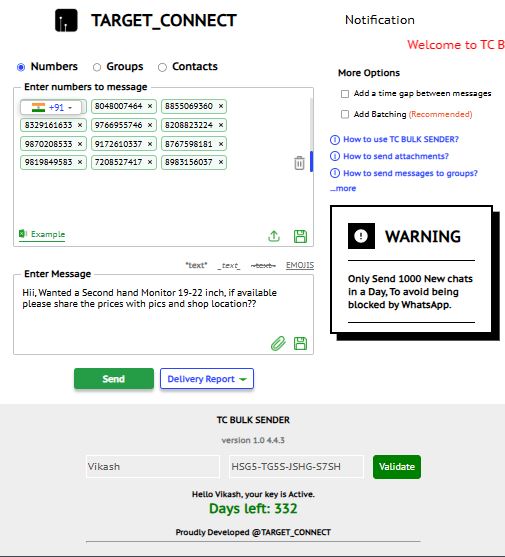 TARGET_CONNECT
Notification
Welcome to TC B
Numbers Groups Contacts
Enter numbers to message
+91 8048007464 × 8855069360 ×
8329161633 × 9766955746 × 8208823224 ×
9870208533 × 9172610337 × 8767598181 ×
9819849583 × 7208527417 × 8983156037 ×
Example
*text* _text_ ~text~ EMOJIS
Enter Message
Hii, Wanted a Second hand Monitor 19-22 inch, if available
please share the prices with pics and shop location??
Send Delivery Report
More Options
Add a time gap between messages
Add Batching (Recommended)
How to use TC BULK SENDER?
How to send attachments?
How to send messages to groups?
...more
WARNING
Only Send 1000 New chats
in a Day, To avoid being
blocked by WhatsApp.
TC BULK SENDER
version 1.0 4.4.3
Vikash HSG5-TG5S-JSHG-S7SH Validate
Hello Vikash, your key is Active.
Days left: 332
Proudly Developed @TARGET_CONNECT